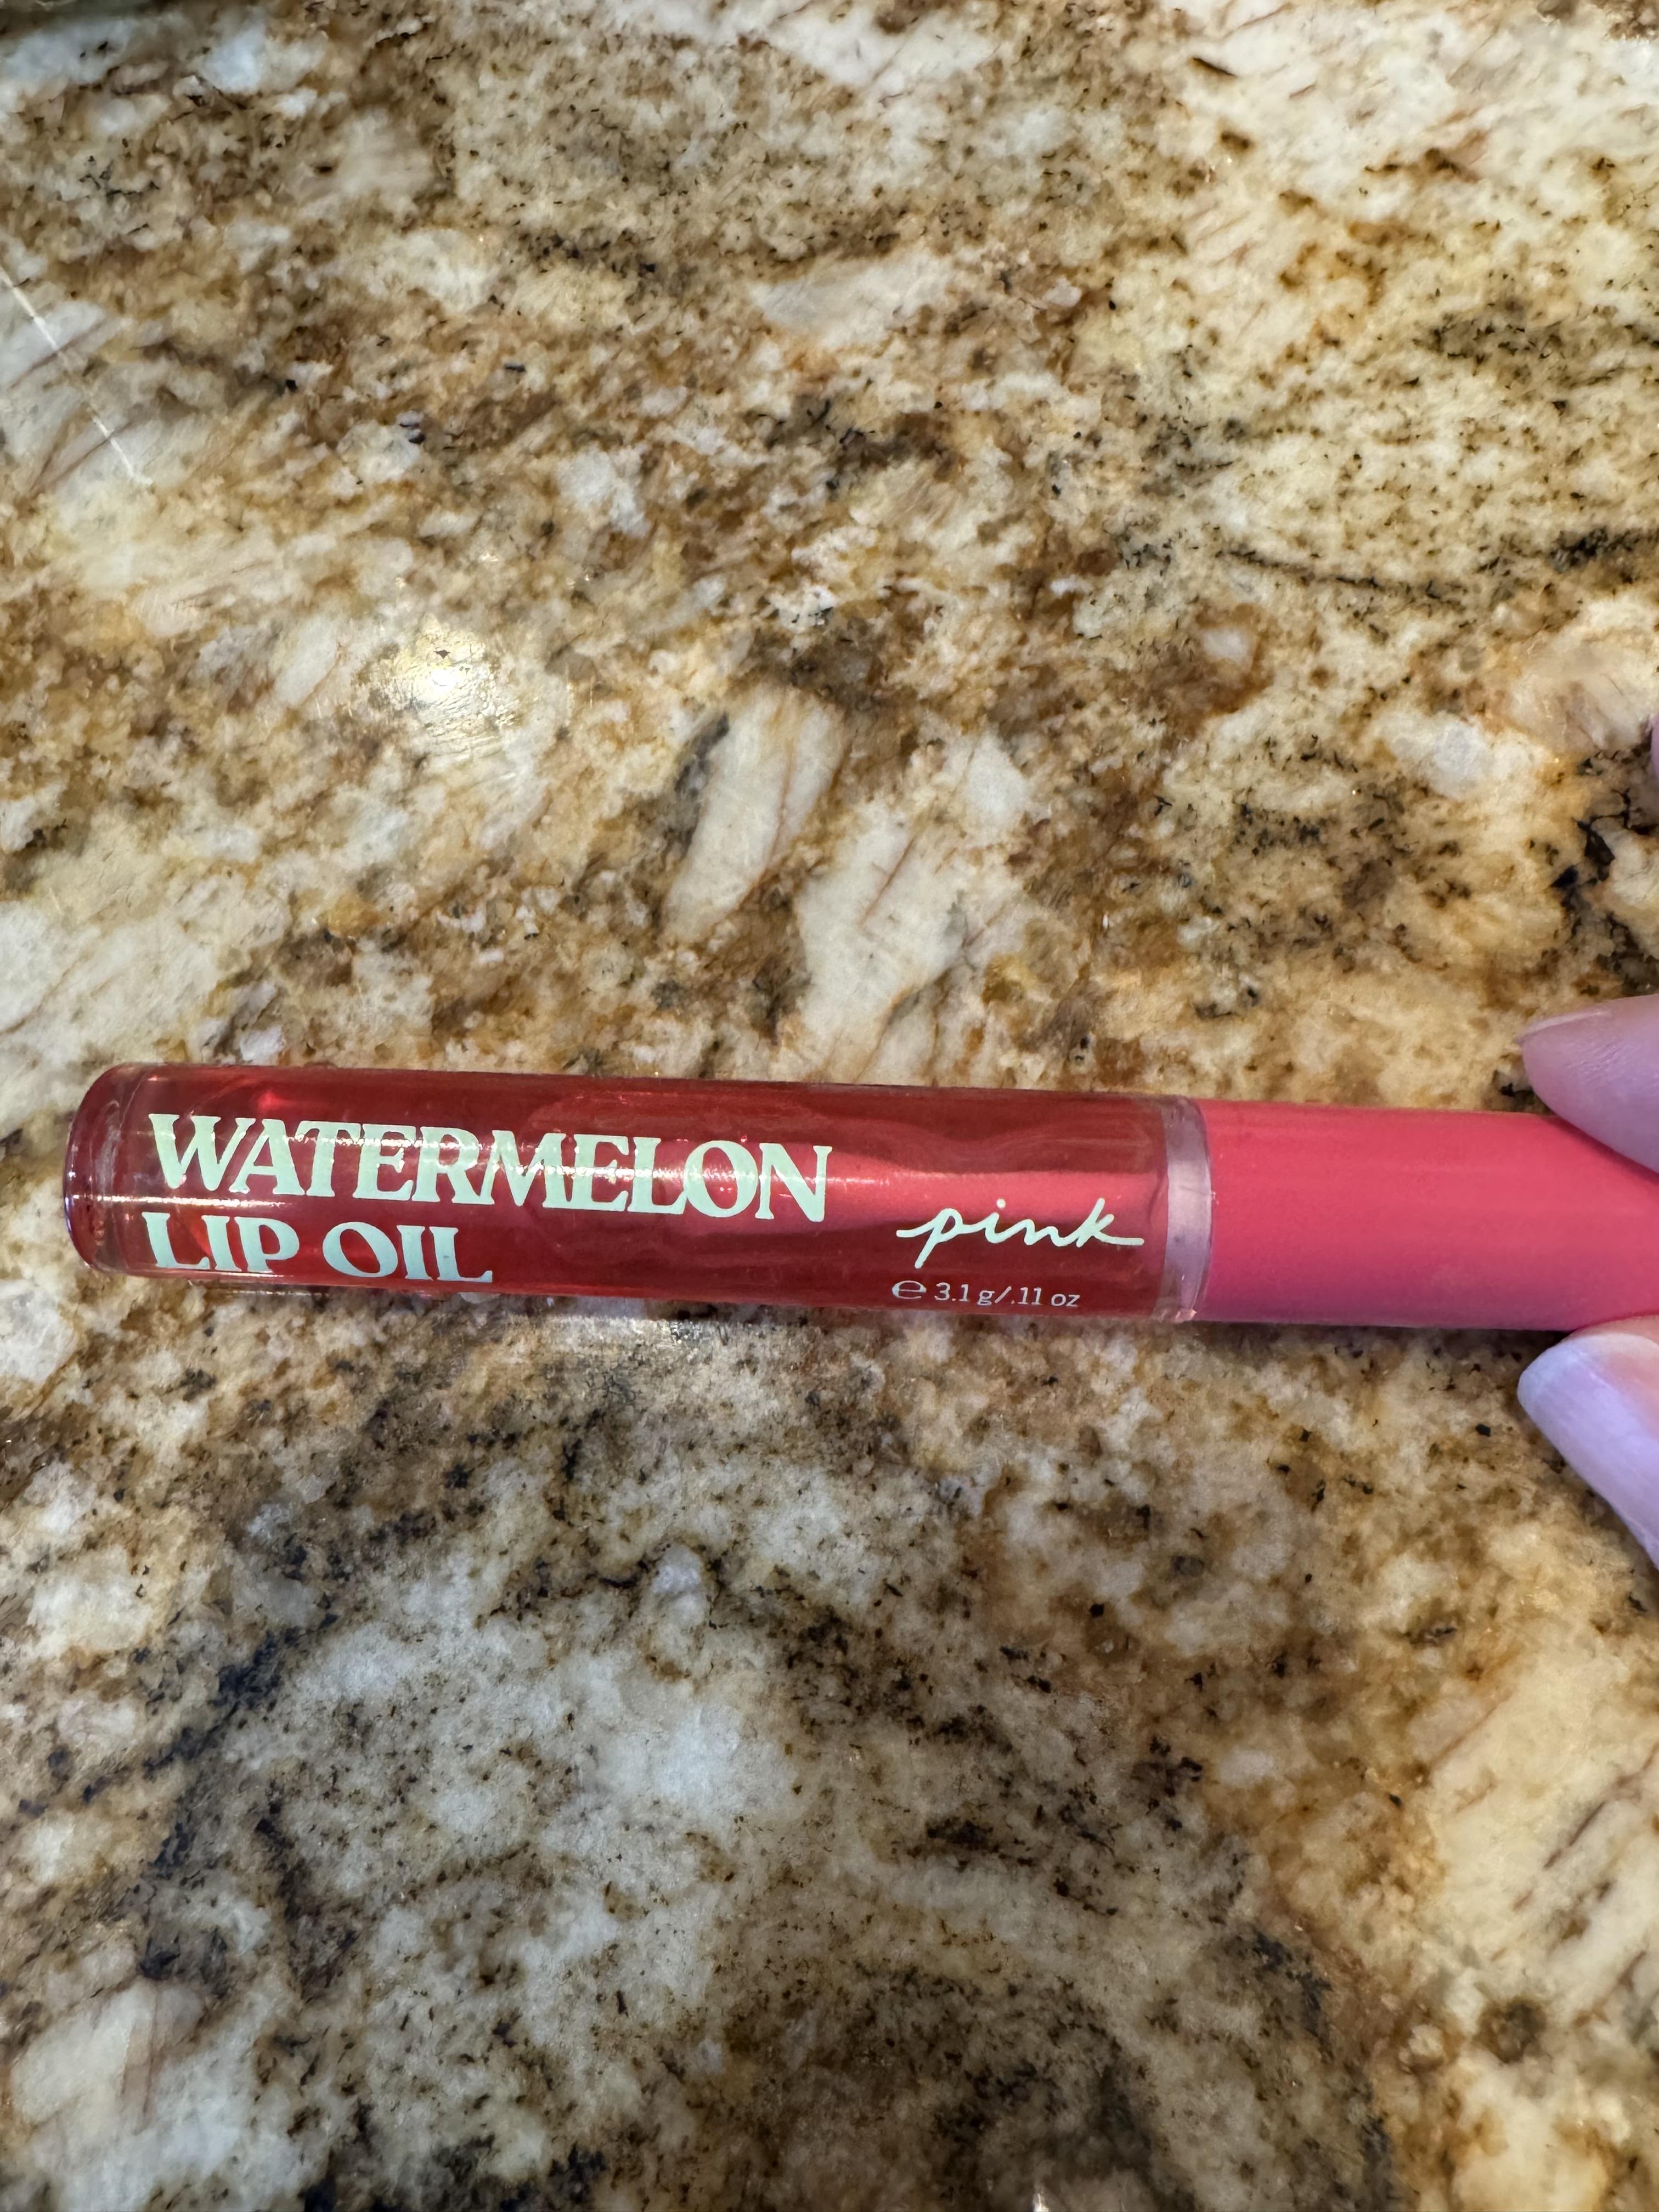 WATERMELON
LIP OIL
pink
℮ 3.1 g/.11 oz